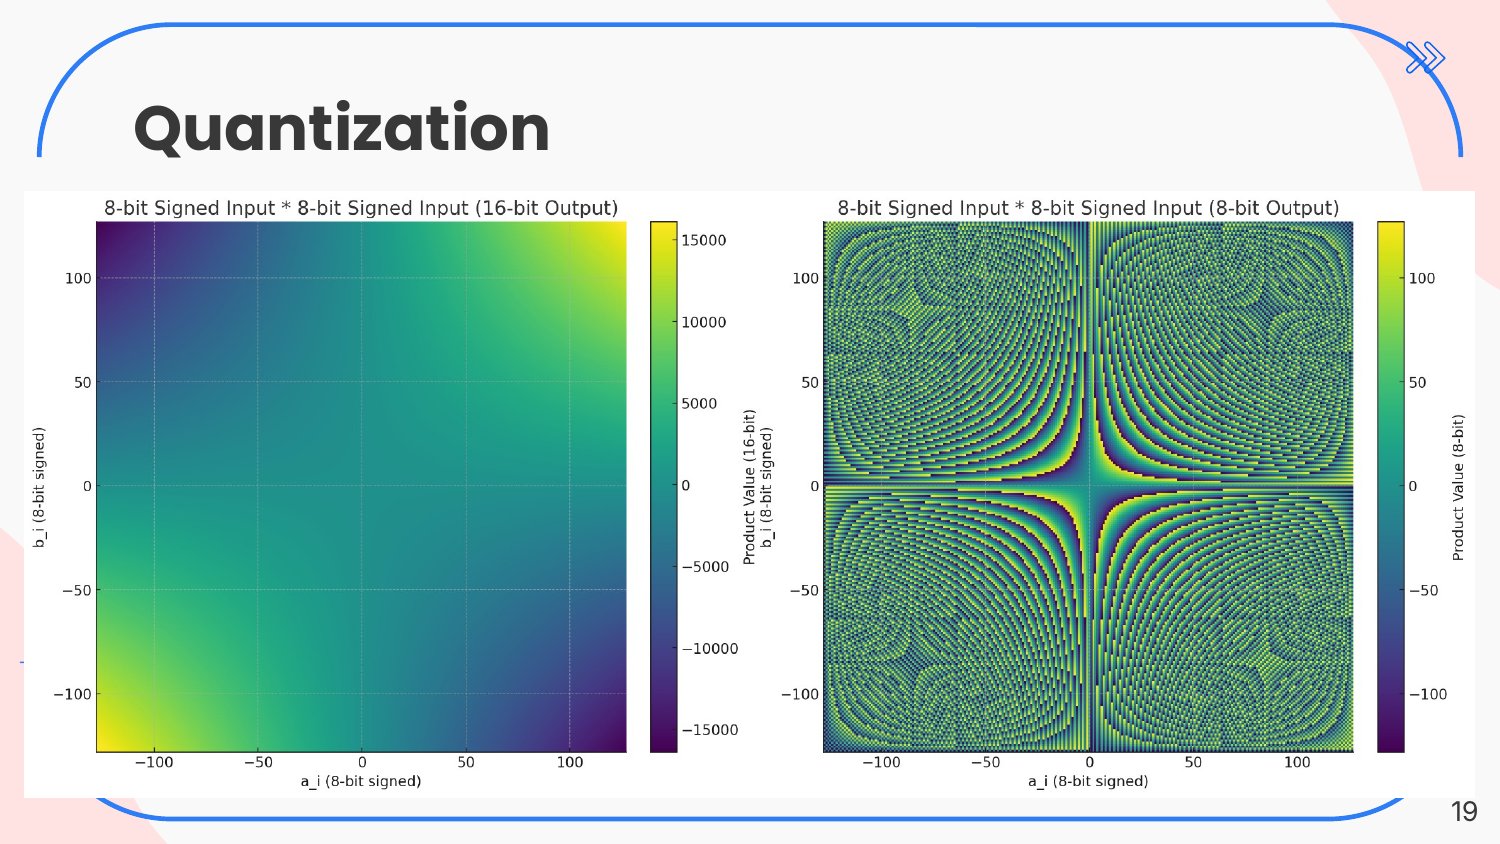 Quantization
8-bit Signed Input * 8-bit Signed Input (16-bit Output)
100
50
0
−50
−100
b_i (8-bit signed)
−100 −50 0 50 100
a_i (8-bit signed)
15000
10000
5000
0
−5000
−10000
−15000
Product Value (16-bit)
8-bit Signed Input * 8-bit Signed Input (8-bit Output)
b_i (8-bit signed)
100
50
0
−50
−100
−100 −50 0 50 100
a_i (8-bit signed)
100
50
0
−50
−100
Product Value (8-bit)
19